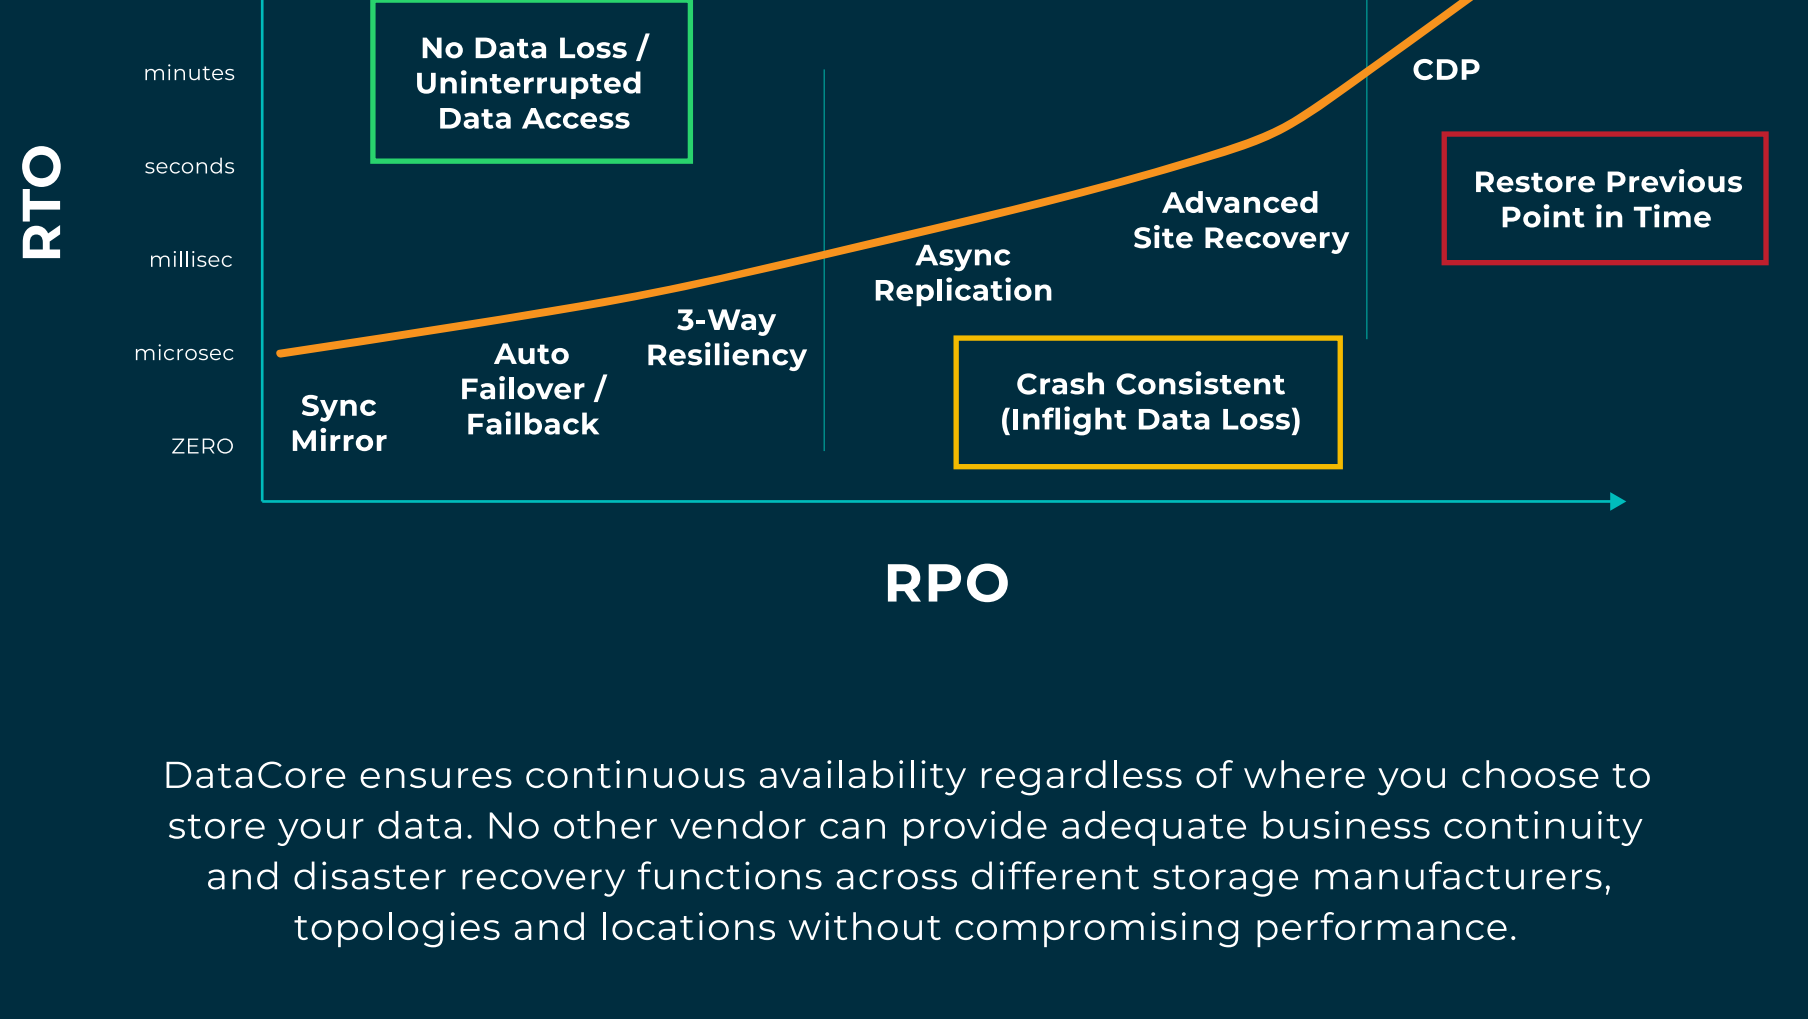 No Data Loss /
Uninterrupted
Data Access
minutes
CDP
RTO
seconds
Restore Previous
Point in Time
Advanced
Site Recovery
millisec
Async
Replication
3-Way
Resiliency
microsec
Auto
Failover /
Failback
Crash Consistent
(Inflight Data Loss)
Sync
Mirror
ZERO
RPO
DataCore ensures continuous availability regardless of where you choose to
store your data. No other vendor can provide adequate business continuity
and disaster recovery functions across different storage manufacturers,
topologies and locations without compromising performance.